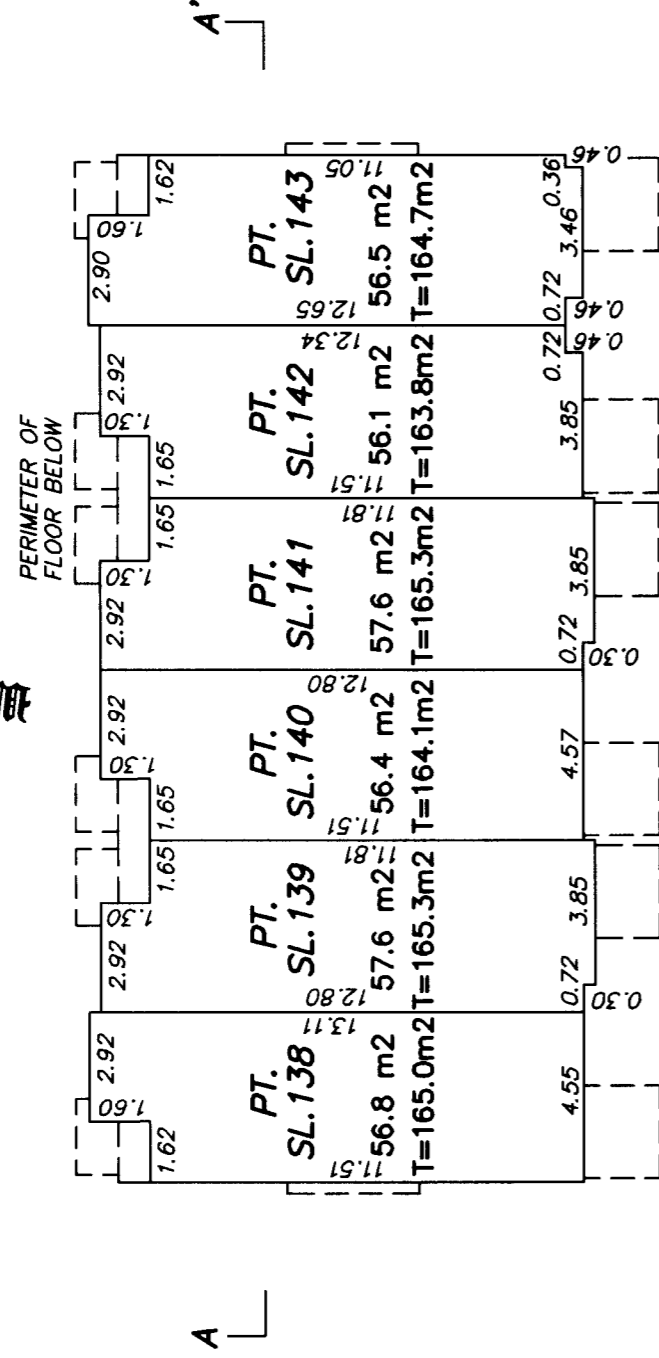 A'
PERIMETER OF
FLOOR BELOW
2.92
1.60
1.62
2.92
1.30
1.65
2.92
1.30
1.65
2.92
1.30
1.65
2.92
1.30
1.65
2.90
1.60
1.62
PT.
SL.138
56.8 m2
T=165.0m2
11.51
13.11
4.55
PT.
SL.139
57.6 m2
T=165.3m2
12.80
11.81
0.72
0.30
3.85
PT.
SL.140
56.4 m2
T=164.1m2
11.51
12.80
4.57
PT.
SL.141
57.6 m2
T=165.3m2
11.81
0.72
0.30
3.85
PT.
SL.142
56.1 m2
T=163.8m2
11.51
12.34
3.85
0.72
0.46
PT.
SL.143
56.5 m2
T=164.7m2
12.65
11.05
0.72
0.46
3.46
0.36
0.46
A